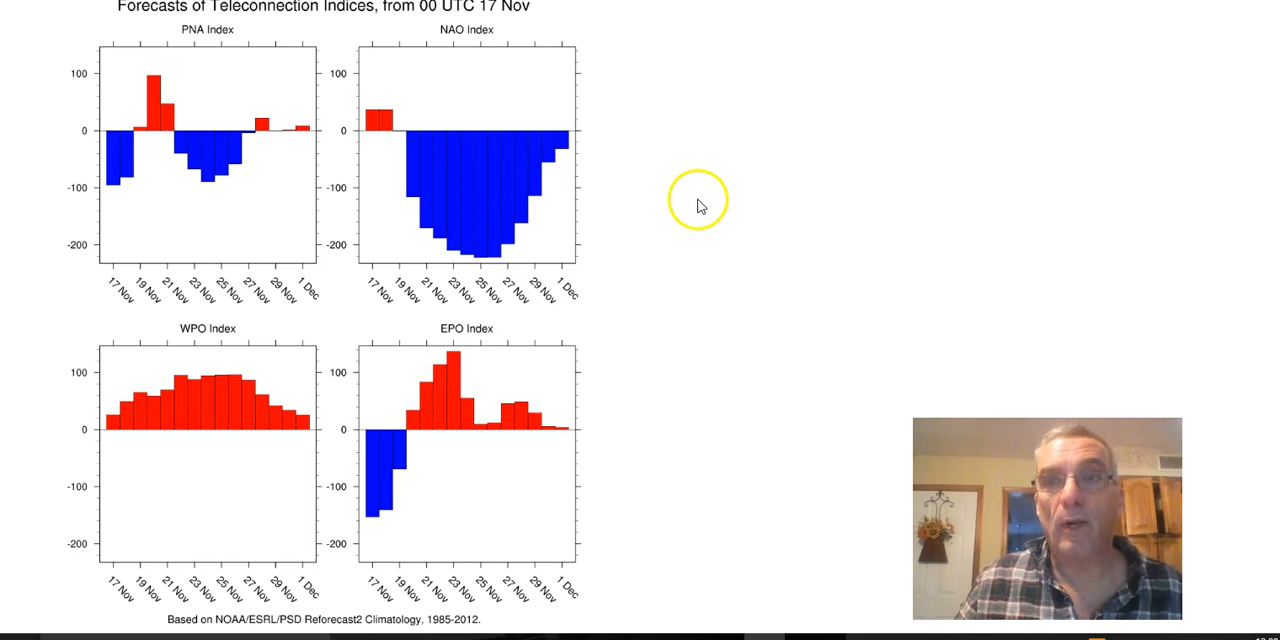 Forecasts of Teleconnection Indices, from 00 UTC 17 Nov
PNA Index
100
0
-100
-200
17 Nov
19 Nov
21 Nov
23 Nov
25 Nov
27 Nov
29 Nov
1 Dec
NAO Index
100
0
-100
-200
17 Nov
19 Nov
21 Nov
23 Nov
25 Nov
27 Nov
29 Nov
1 Dec
WPO Index
100
0
-100
-200
17 Nov
19 Nov
21 Nov
23 Nov
25 Nov
27 Nov
29 Nov
1 Dec
EPO Index
100
0
-100
-200
17 Nov
19 Nov
21 Nov
23 Nov
25 Nov
27 Nov
29 Nov
1 Dec
Based on NOAA/ESRL/PSD Reforecast2 Climatology, 1985-2012.